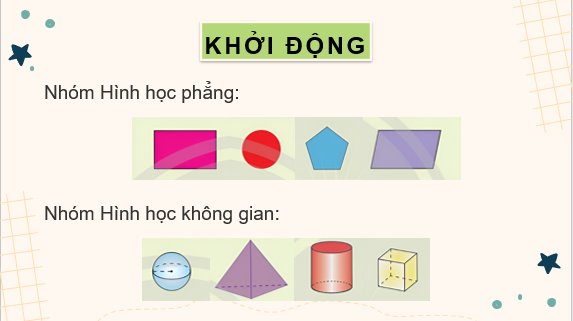 KHỞI ĐỘNG
Nhóm Hình học phẳng:
Nhóm Hình học không gian: